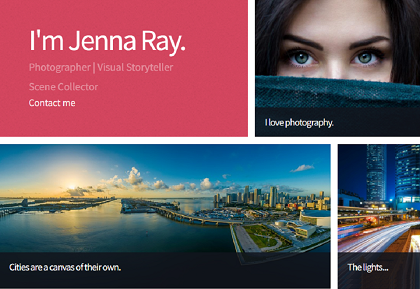 I'm Jenna Ray.
Photographer | Visual Storyteller
Scene Collector
Contact me
I love photography.
Cities are a canvas of their own.
The lights...